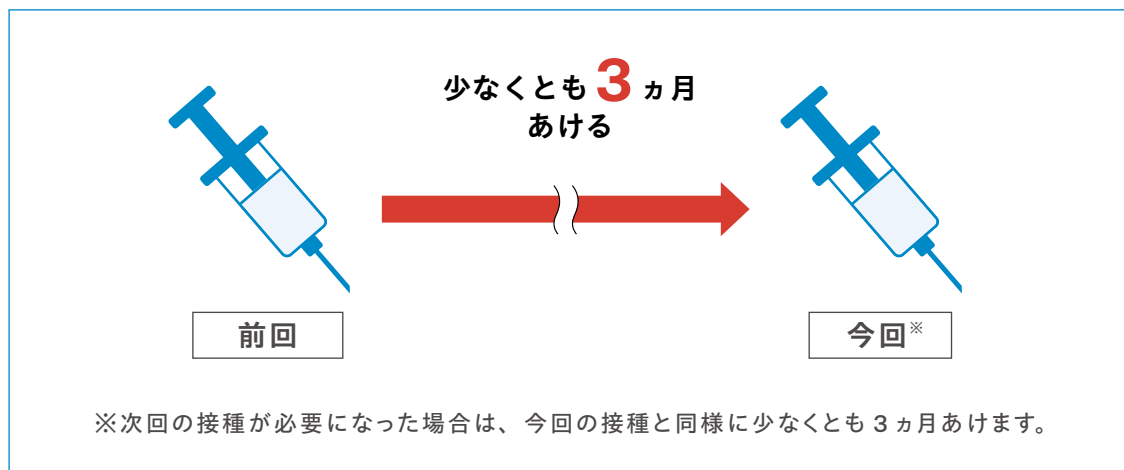 少なくとも 3 ヵ月
あける
前回
今回※
※次回の接種が必要になった場合は、今回の接種と同様に少なくとも 3 ヵ月あけます。